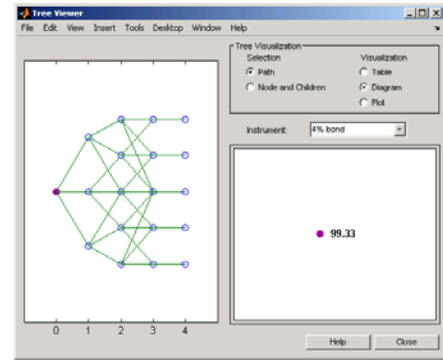 Tree Viewer
File Edit View Insert Tools Desktop Window Help
Tree Visualization
Selection Visualization
Path Table
Node and Children Diagram
Plot
Instrument: 4% bond
99.33
0 1 2 3 4
Help Close